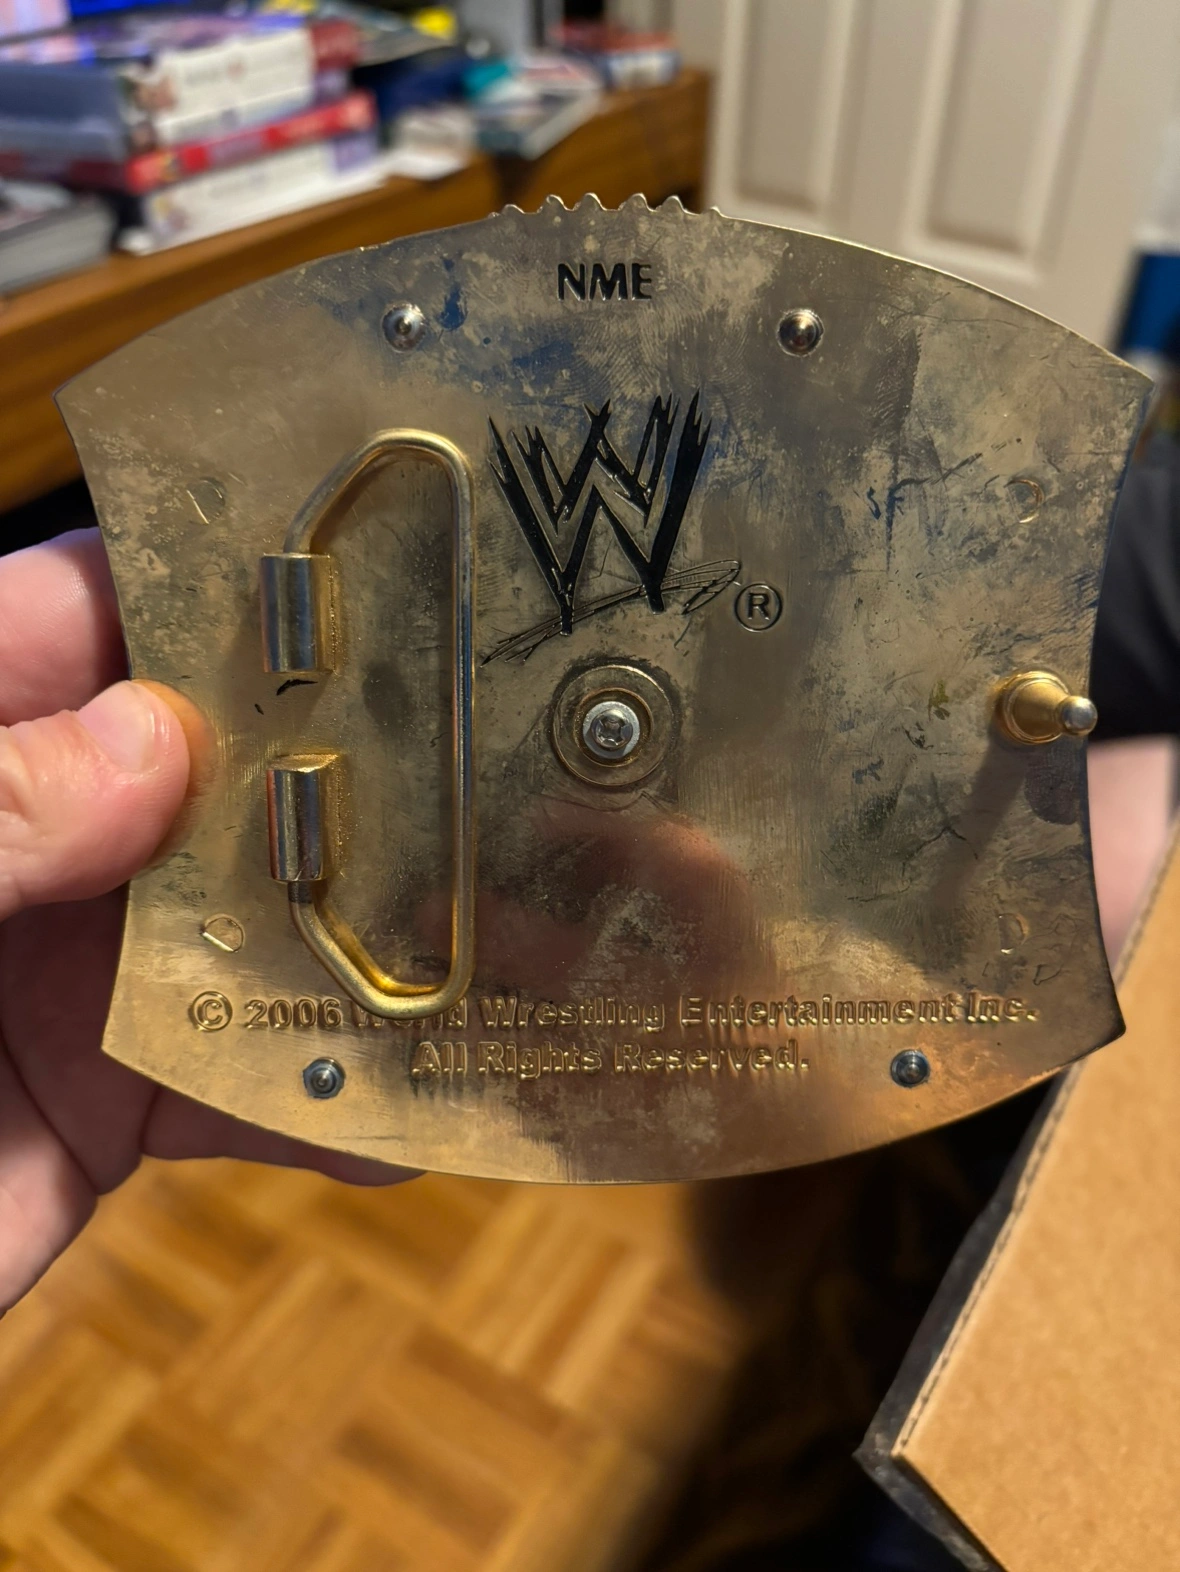 NME
W
®
© 2006 World Wrestling Entertainment Inc.
All Rights Reserved.